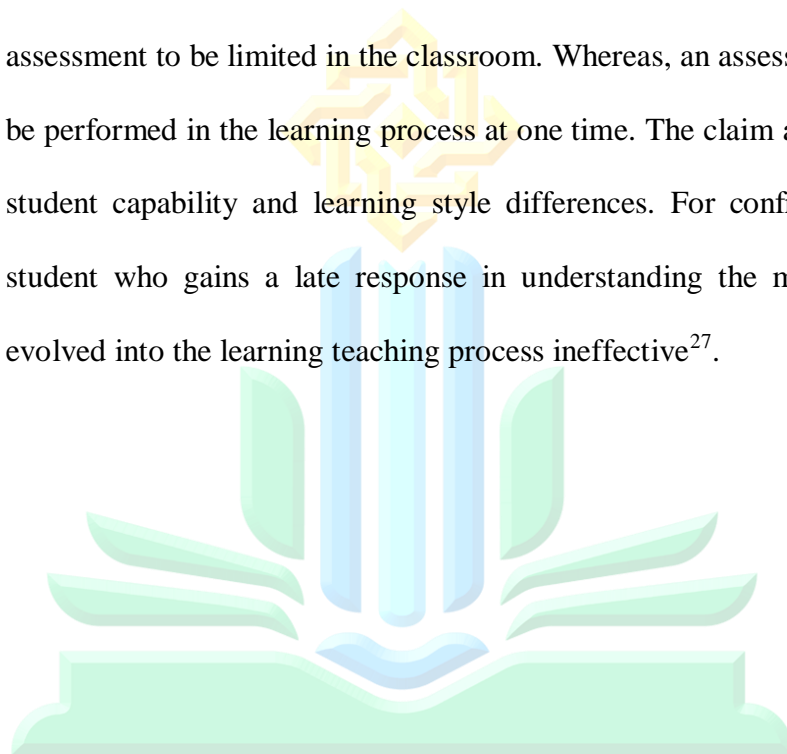 assessment to be limited in the classroom. Whereas, an assess
be performed in the learning process at one time. The claim a
student capability and learning style differences. For confi
student who gains a late response in understanding the m
evolved into the learning teaching process ineffective27.